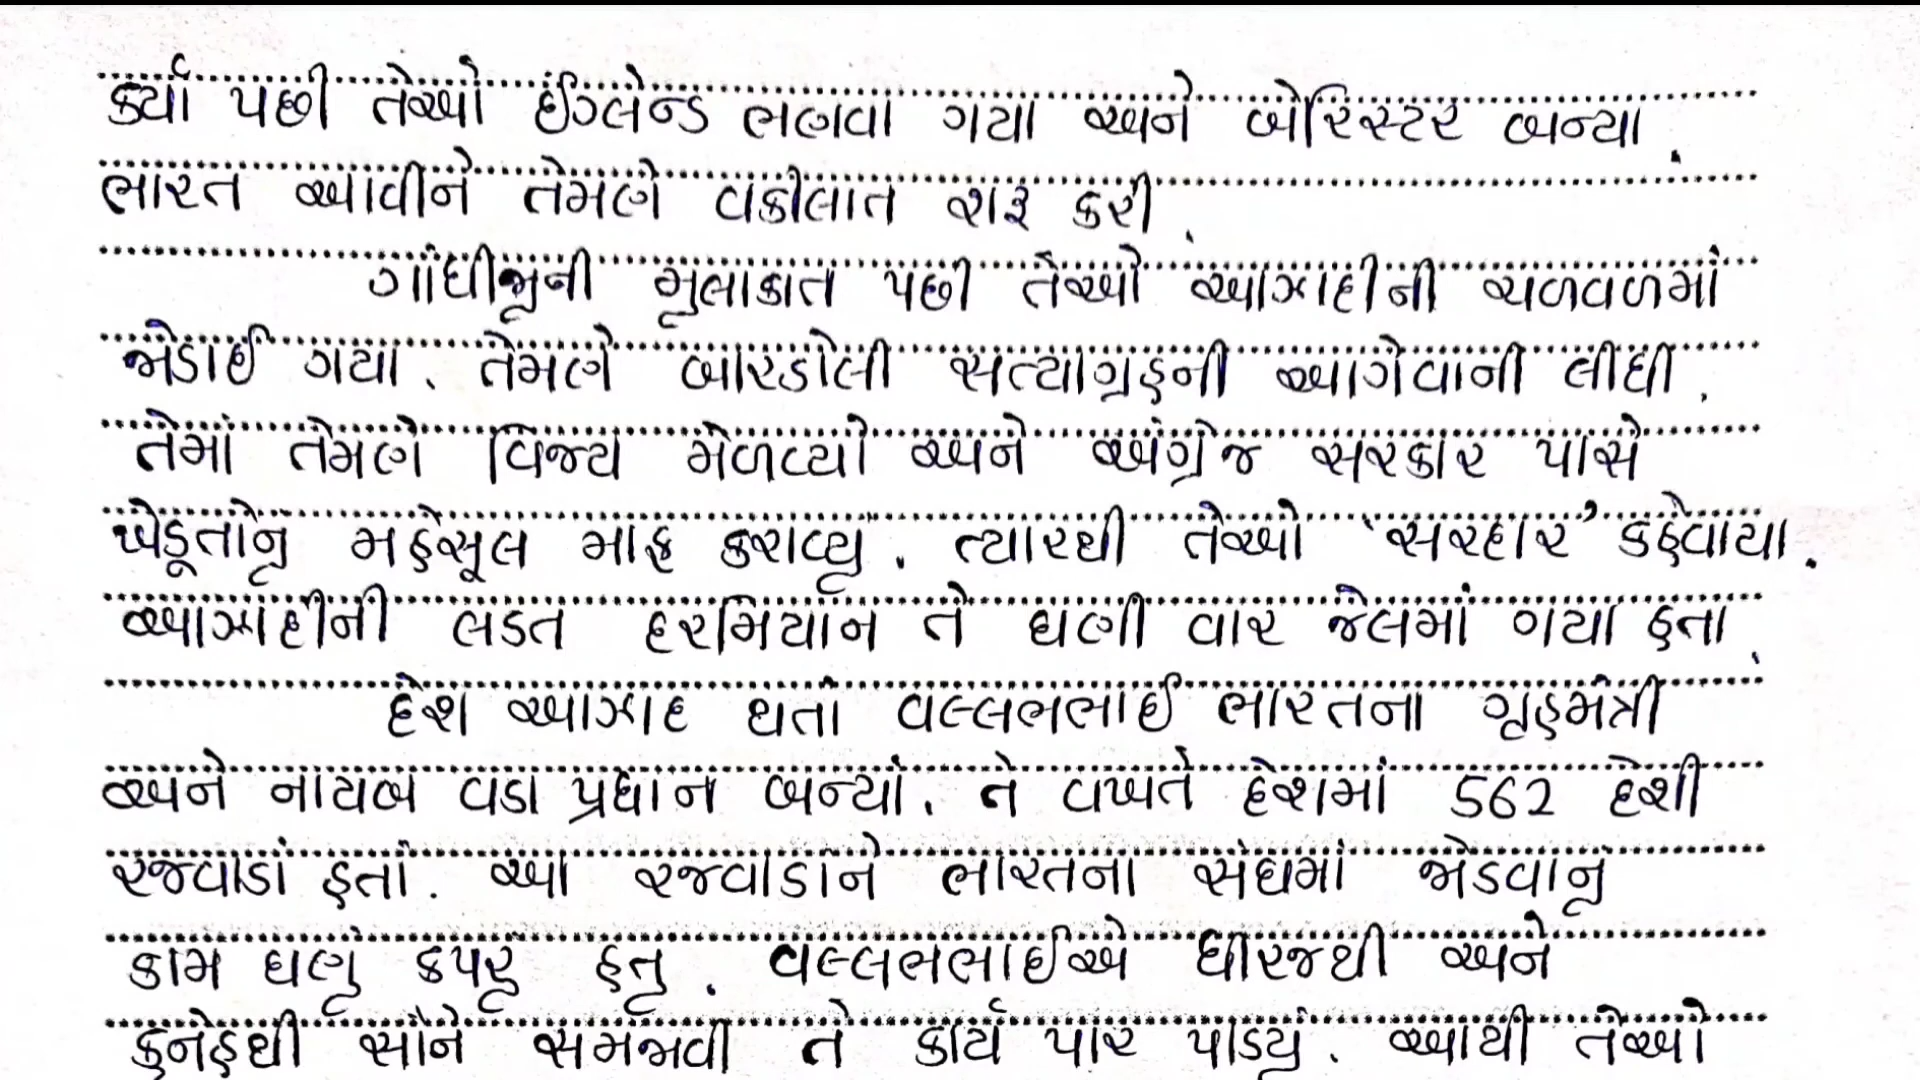 કર્યા પછી તેઓ ઈંગ્લેન્ડ ભણવા ગયા અને બેરિસ્ટર બન્યા.
ભારત આવીને તેમણે વકીલાત શરૂ કરી.
ગાંધીજીની મુલાકાત પછી તેઓ આઝાદીની ચળવળમાં
જોડાઈ ગયા. તેમણે બારડોલી સત્યાગ્રહની આગેવાની લીધી.
તેમાં તેમણે વિજય મેળવ્યો અને અંગ્રેજ સરકાર પાસે
ખેડૂતોનું મહેસૂલ માફ કરાવ્યું. ત્યારથી તેઓ 'સરદાર' કહેવાયા.
આઝાદીની લડત દરમિયાન તે ઘણી વાર જેલમાં ગયા હતા.
દેશ આઝાદ થતાં વલ્લભભાઈ ભારતના ગૃહમંત્રી
અને નાયબ વડા પ્રધાન બન્યાં. તે વખતે દેશમાં 562 દેશી
રજવાડાં હતાં. આ રજવાડાંને ભારતના સંઘમાં જોડવાનું
કામ ઘણું કપરૂ હતુ. વલ્લભભાઈએ ધીરજથી અને
કુનેહથી સૌને સમજાવી તે કાર્ય પાર પાડયું. આથી તેઓ